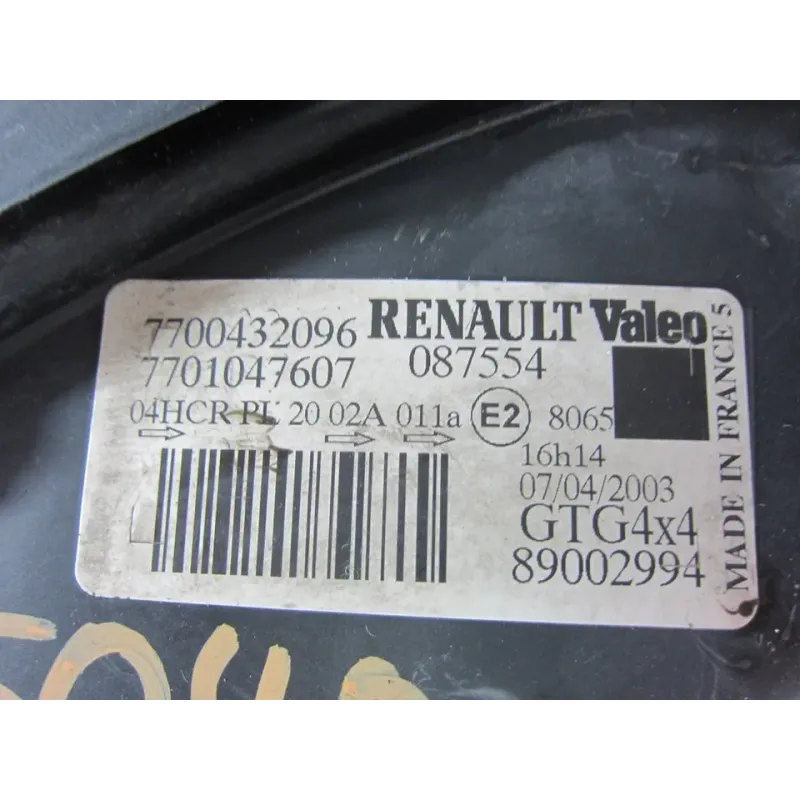 7700432096 RENAULT Valeo
7701047607 087554
04HCR PL 20 02A 011a E2 8065
16h14
07/04/2003
GTG4x4
89002994
MADE IN FRANCE 5